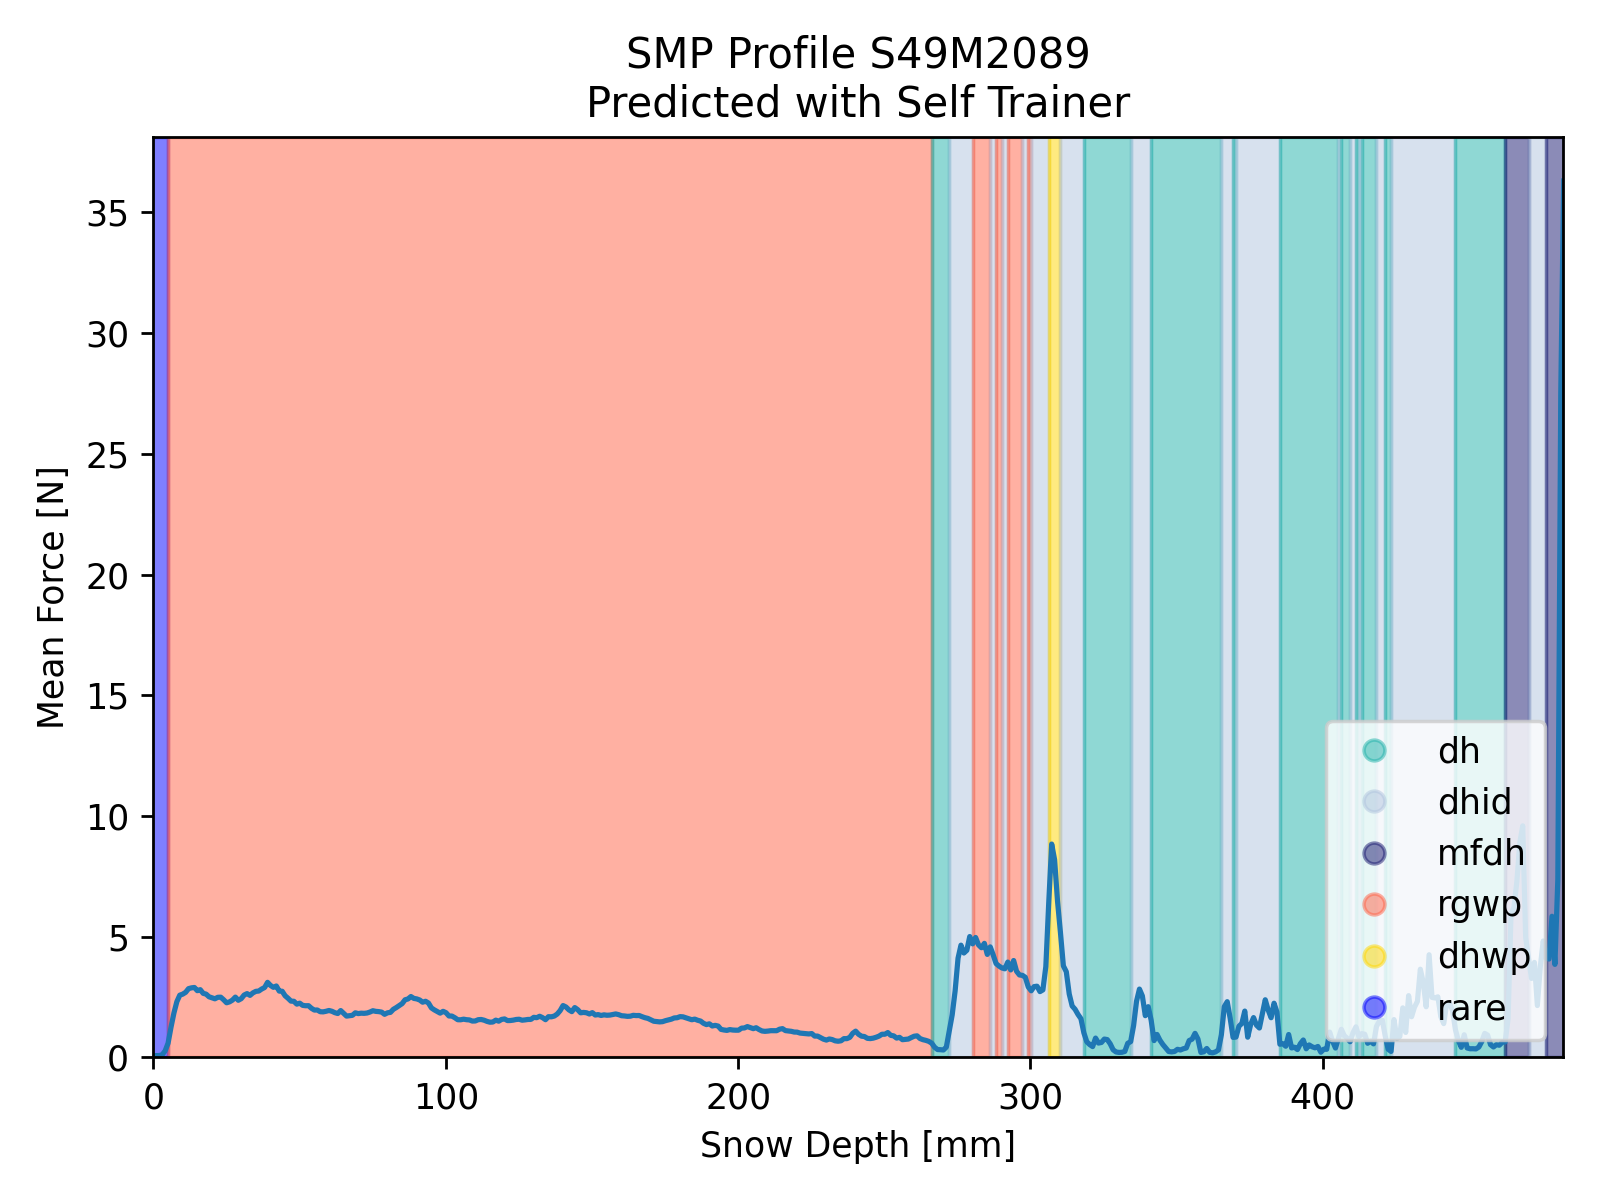 SMP Profile S49M2089
Predicted with Self Trainer
Mean Force [N]
35
30
25
20
15
10
5
0
dh
dhid
mfdh
rgwp
dhwp
rare
0 100 200 300 400
Snow Depth [mm]